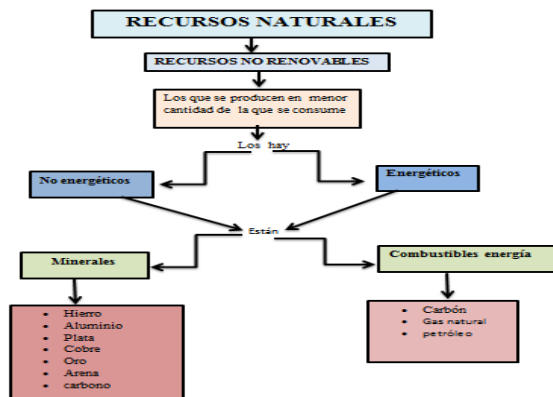 RECURSOS NATURALES
RECURSOS NO RENOVABLES
Los que se producen en menor
cantidad de la que se consume
Los hay
No energéticos
Energéticos
Están
Minerales
Combustibles energía
• Hierro
• Aluminio
• Plata
• Cobre
• Oro
• Arena
• carbono
• Carbón
• Gas natural
• petróleo